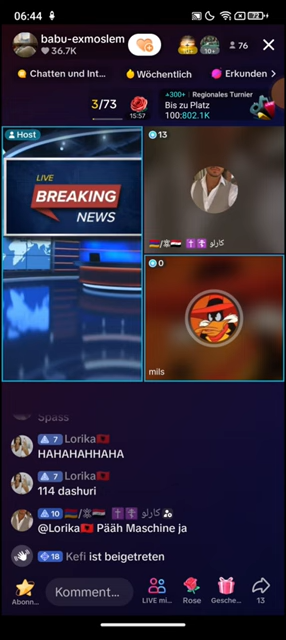 06:44
72
babu-exmoslem
36.7K
10+
76
Chatten und Int...
Wöchentlich
Erkunden
3/73
15:57
+300↑ Regionales Turnier
Bis zu Platz
100:802.1K
Host
LIVE
BREAKING
NEWS
13
كارلو
0
mils
Spass
7 Lorika
HAHAHAHHAHA
7 Lorika
114 dashuri
10 كارلو
@Lorika Pääh Maschine ja
18 Kefi ist beigetreten
Abonn...
Komment...
LIVE mi...
Rose
Gesche...
13